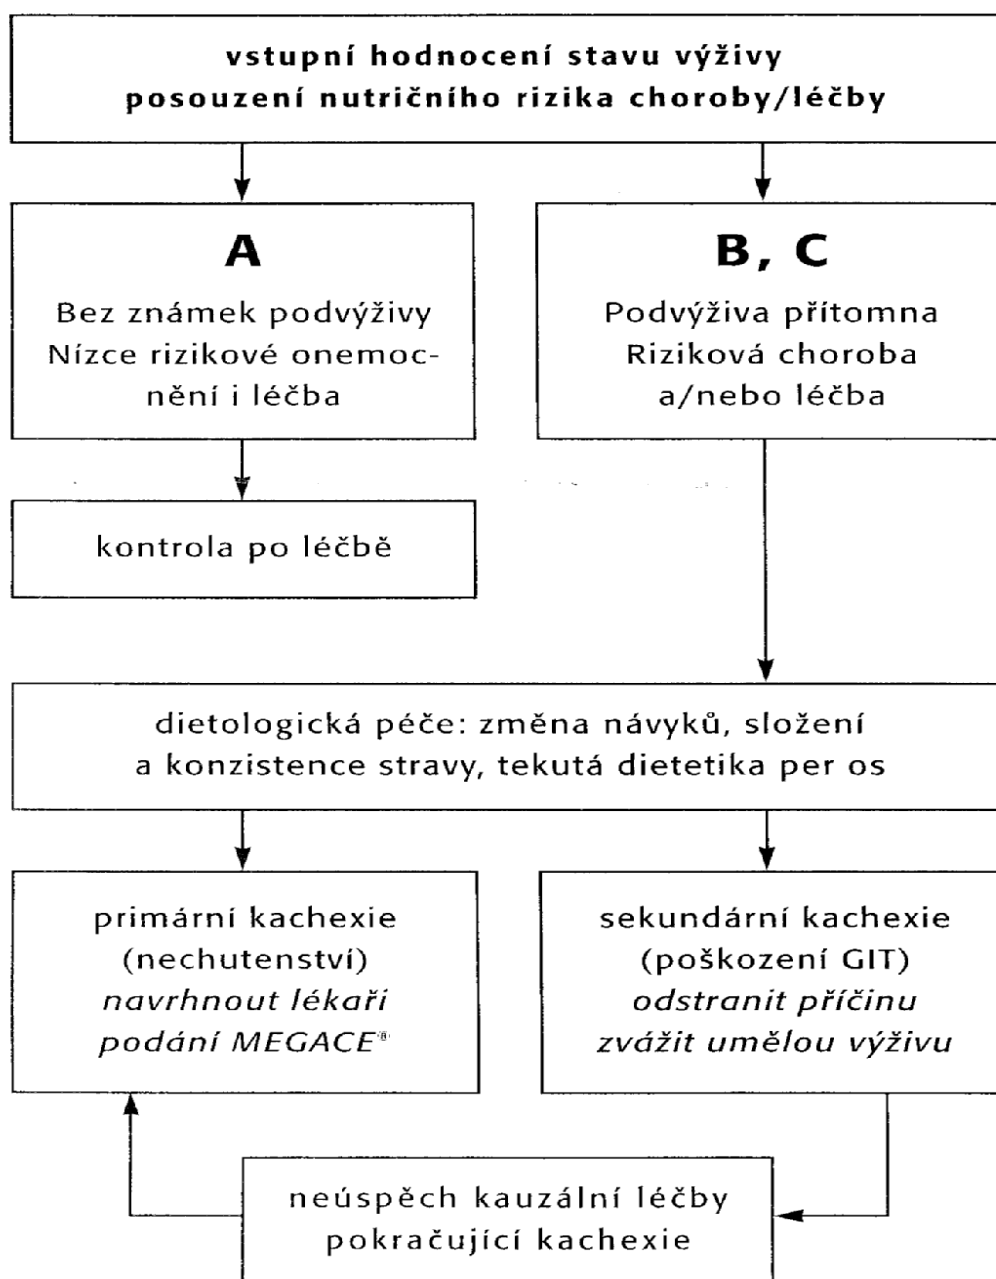 vstupní hodnocení stavu výživy
posouzení nutričního rizika choroby/léčby
A
Bez známek podvýživy
Nízce rizikové onemoc-
nění i léčba
B, C
Podvýživa přítomna
Riziková choroba
a/nebo léčba
kontrola po léčbě
dietologická péče: změna návyků, složení
a konzistence stravy, tekutá dietetika per os
primární kachexie
(nechutenství)
navrhnout lékaři
podání MEGACE®
sekundární kachexie
(poškození GIT)
odstranit příčinu
zvážit umělou výživu
neúspěch kauzální léčby
pokračující kachexie